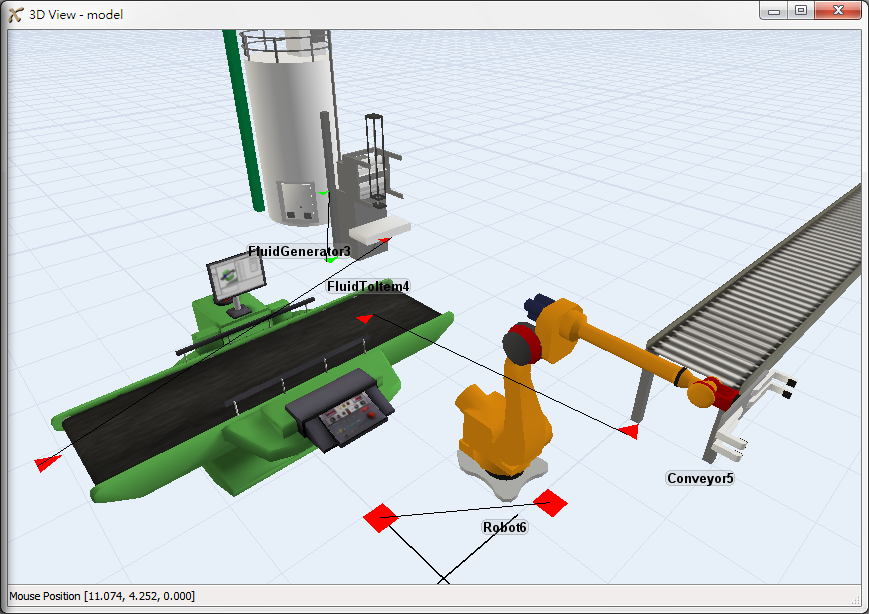 3D View - model
FluidGenerator3
FluidToItem4
Conveyor5
Robot6
Mouse Position [11.074, 4.252, 0.000]